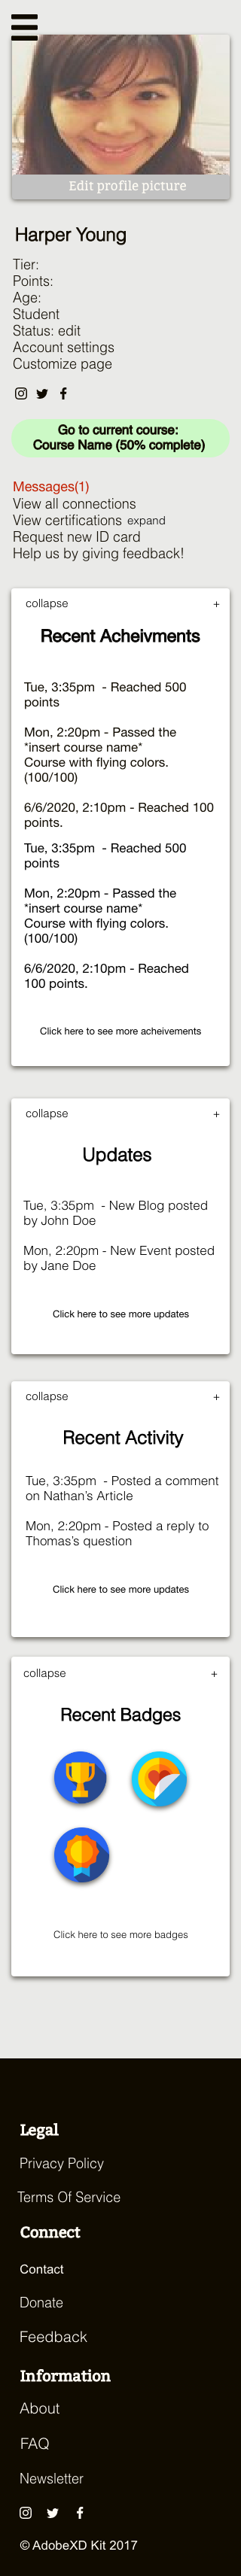 Edit profile picture
Harper Young
Tier:
Points:
Age:
Student
Status: edit
Account settings
Customize page
Go to current course:
Course Name (50% complete)
Messages(1)
View all connections
View certifications expand
Request new ID card
Help us by giving feedback!
collapse +
Recent Acheivments
Tue, 3:35pm - Reached 500
points
Mon, 2:20pm - Passed the
*insert course name*
Course with flying colors.
(100/100)
6/6/2020, 2:10pm - Reached 100
points.
Tue, 3:35pm - Reached 500
points
Mon, 2:20pm - Passed the
*insert course name*
Course with flying colors.
(100/100)
6/6/2020, 2:10pm - Reached
100 points.
Click here to see more acheivements
collapse +
Updates
Tue, 3:35pm - New Blog posted
by John Doe
Mon, 2:20pm - New Event posted
by Jane Doe
Click here to see more updates
collapse +
Recent Activity
Tue, 3:35pm - Posted a comment
on Nathan's Article
Mon, 2:20pm - Posted a reply to
Thomas's question
Click here to see more updates
collapse +
Recent Badges
Click here to see more badges
Legal
Privacy Policy
Terms Of Service
Connect
Contact
Donate
Feedback
Information
About
FAQ
Newsletter
© AdobeXD Kit 2017